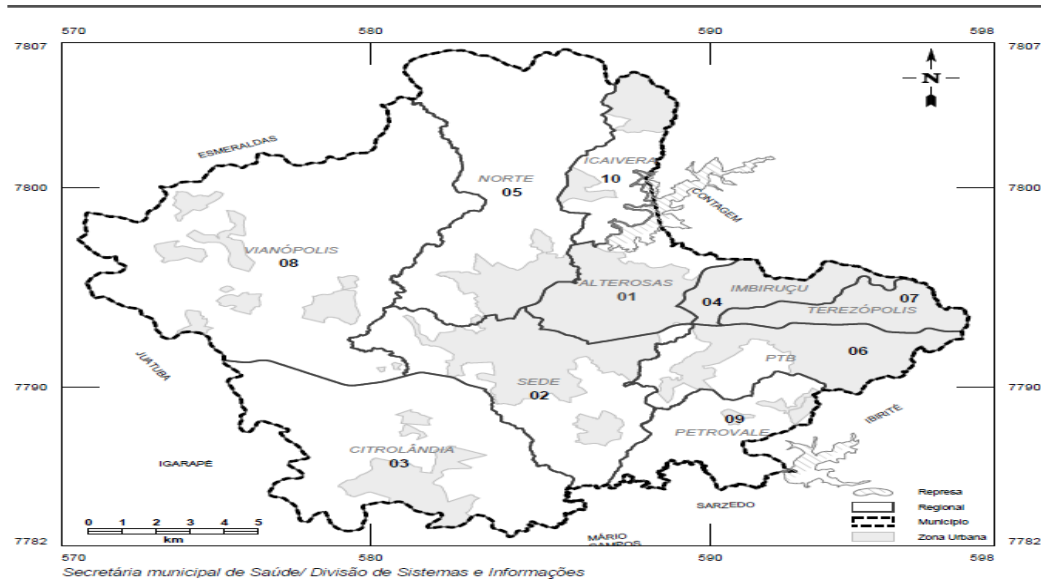 570 580 590 598
7807 7807
ESMERALDAS
N
ICAIVERA
10
NORTE
05
7800 7800
CONTAGEM
VIANÓPOLIS
08
ALTEROSAS
01
04 IMBIRUÇU
07
TEREZÓPOLIS
06
PTB
JUATUBA
7790 7790
SEDE
02
09
PETROVALE
IBIRITÉ
CITROLÂNDIA
03
IGARAPÉ
SARZEDO
Represa
Regional
Município
Zona Urbana
0 1 2 3 4 5
km
MÁRIO
CAMPOS
7782 7782
570 580 590 598
Secretária municipal de Saúde/ Divisão de Sistemas e Informações